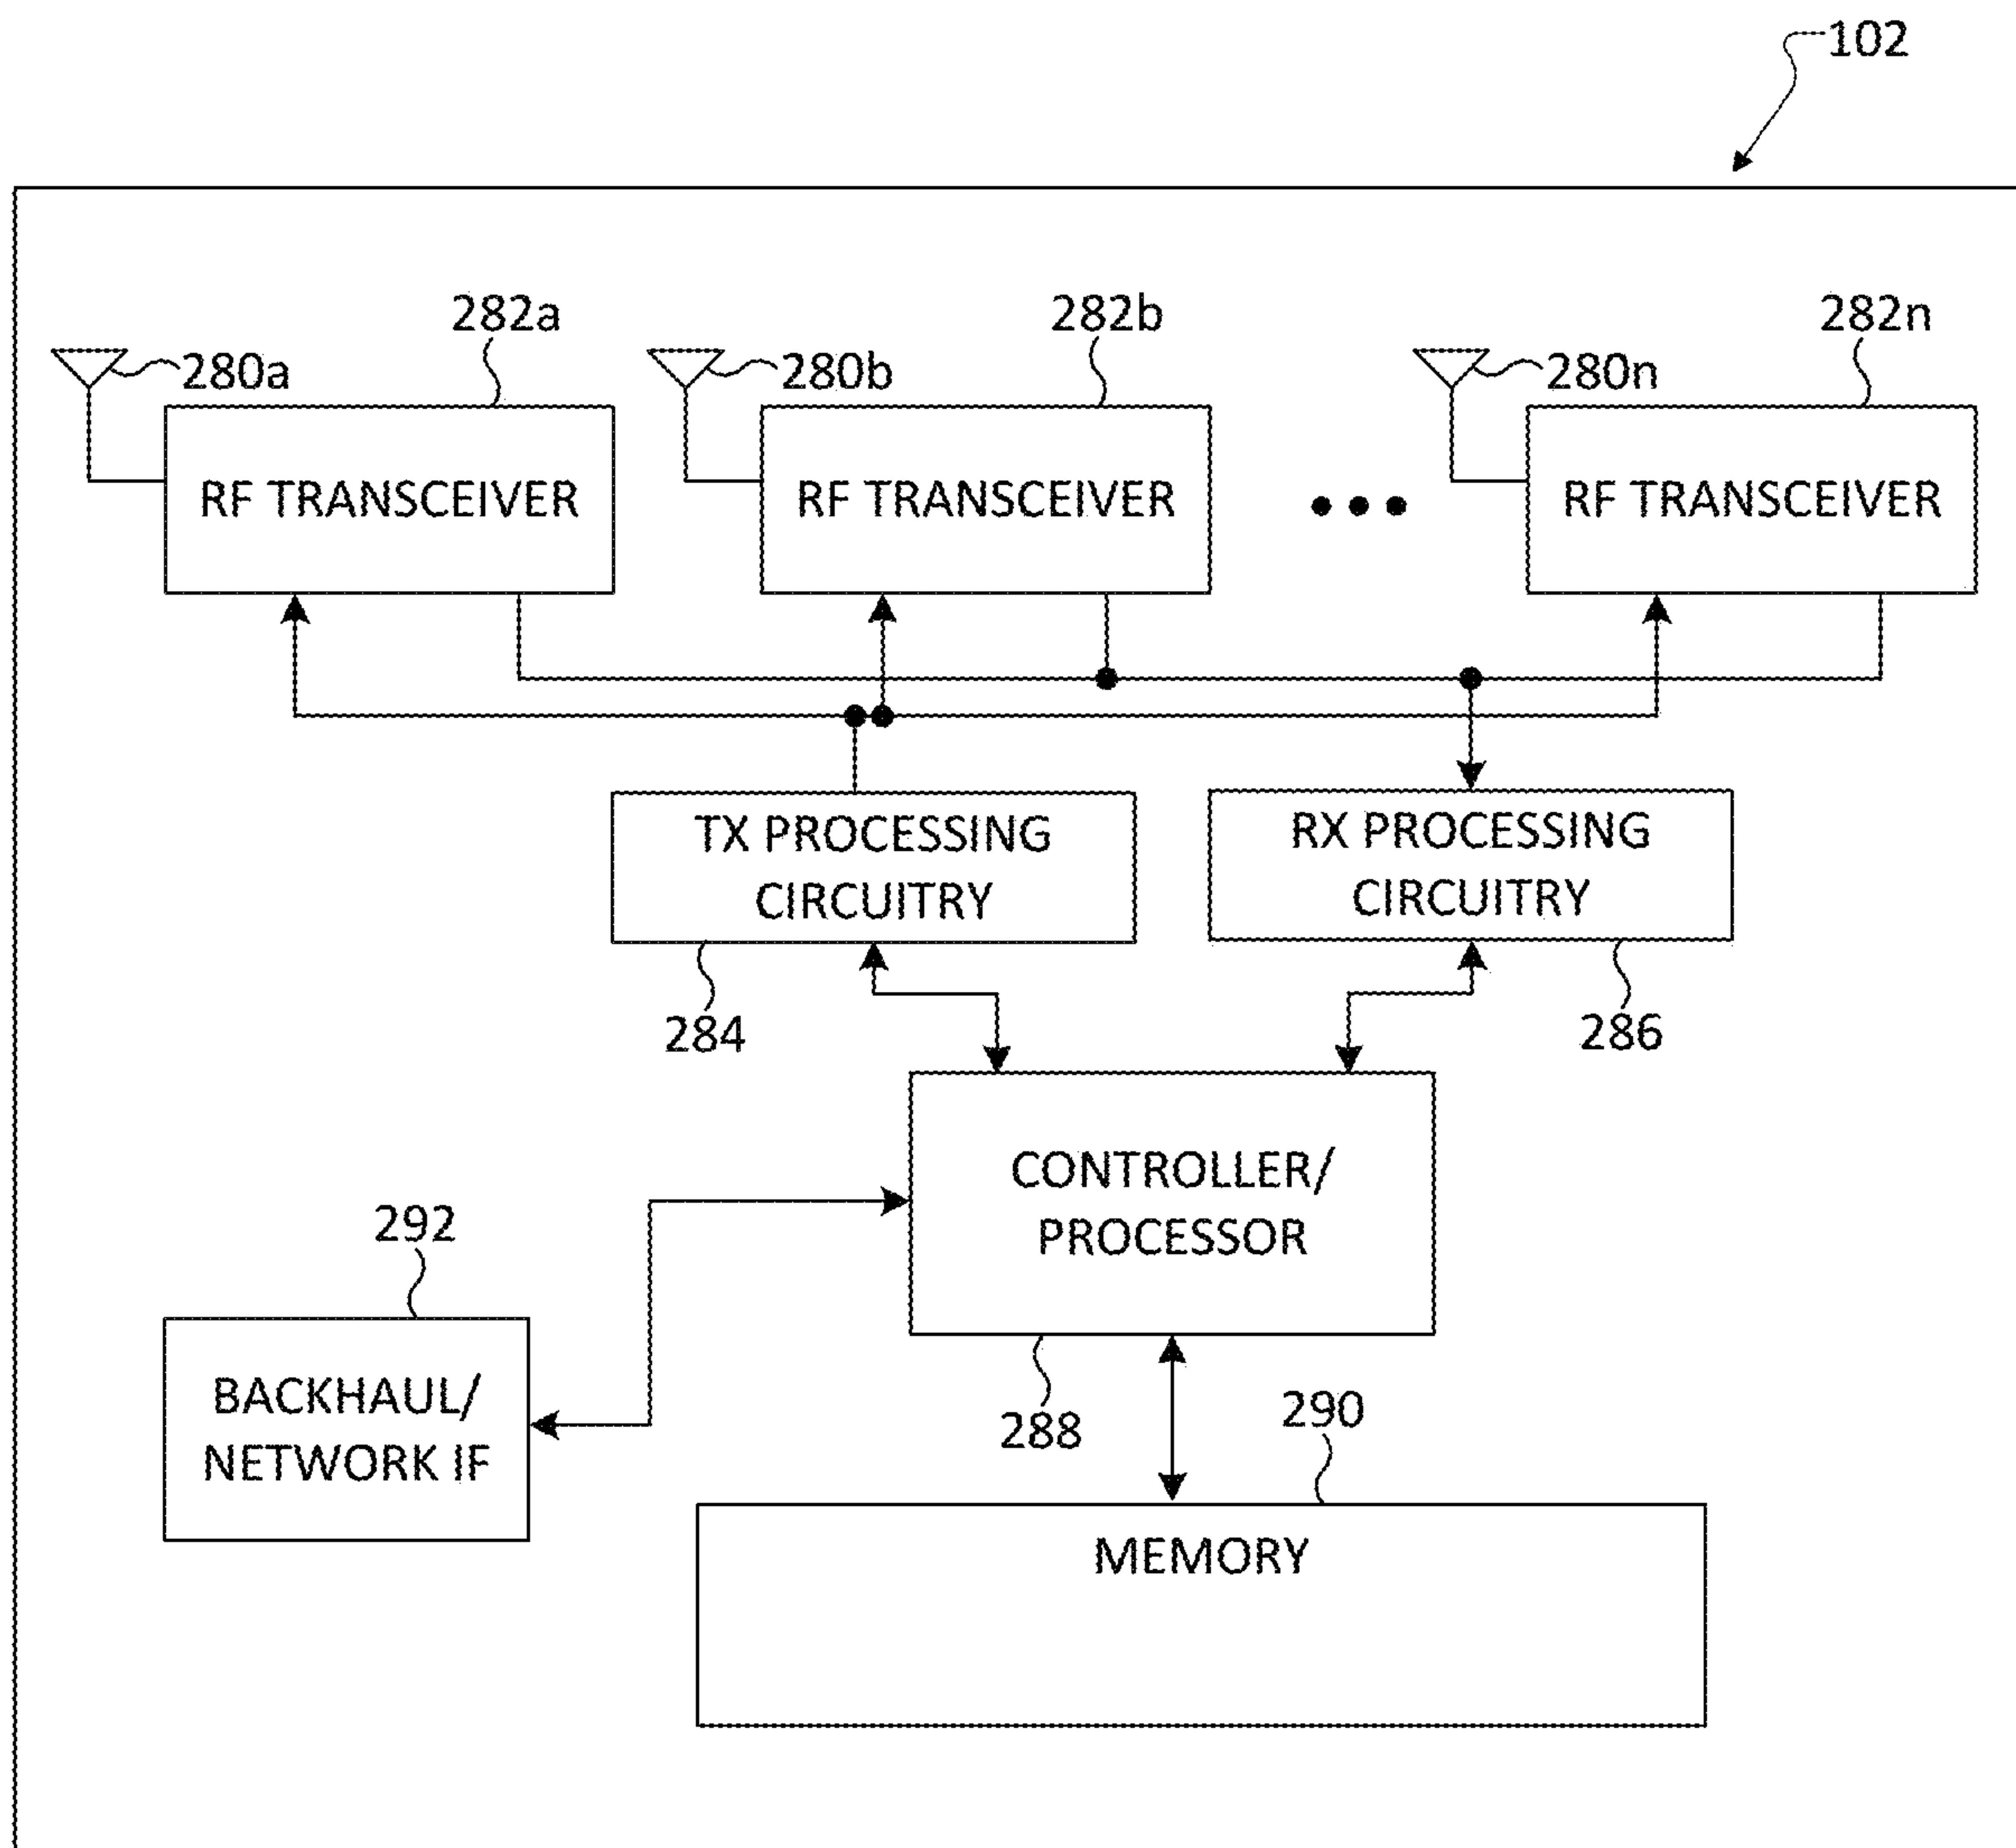 102
282a
282b
282n
280a
280b
280n
RF TRANSCEIVER
RF TRANSCEIVER
RF TRANSCEIVER
TX PROCESSING
CIRCUITRY
RX PROCESSING
CIRCUITRY
284
286
CONTROLLER/
PROCESSOR
292
BACKHAUL/
NETWORK IF
288
290
MEMORY